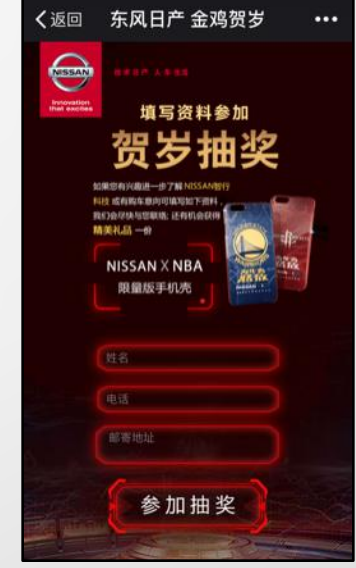 返回 东风日产 金鸡贺岁 •••
NISSAN
Innovation
that excites
填写资料参加
贺岁抽奖
如果您有兴趣进一步了解NISSAN智行
科技 或有购车意向可填写如下资料,
我们会尽快与您联络; 还有机会获得
精美礼品 一份
NISSAN X NBA
限量版手机壳
姓名
电话
邮寄地址
参加抽奖